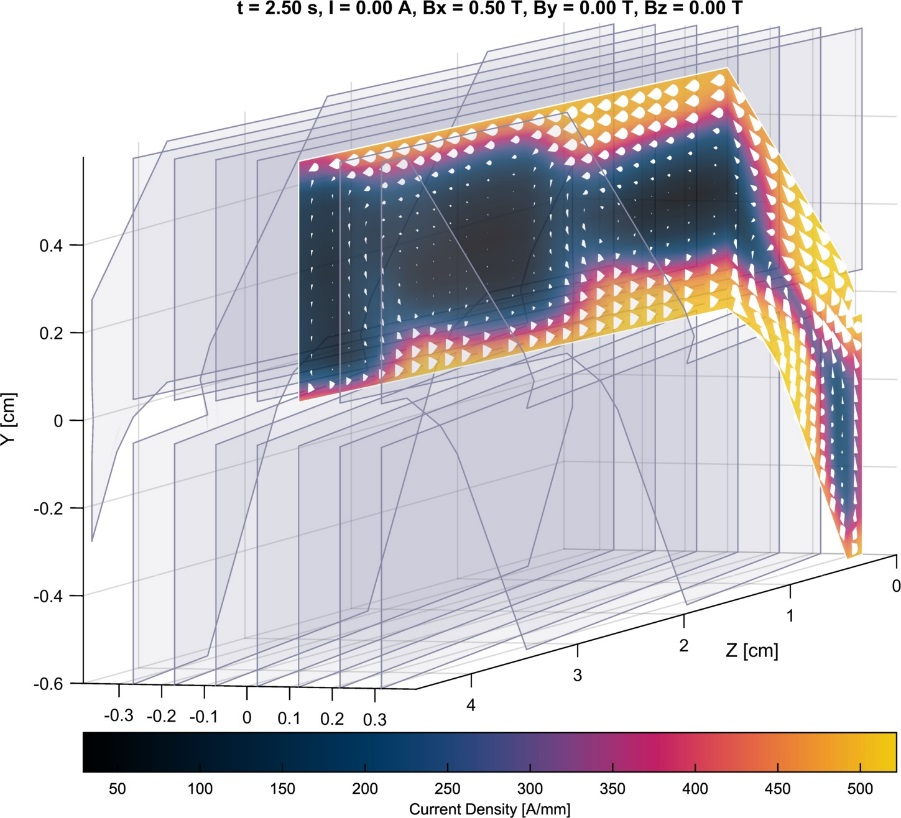 t = 2.50 s, I = 0.00 A, Bx = 0.50 T, By = 0.00 T, Bz = 0.00 T
0.4
0.2
0
-0.2
-0.4
-0.6
Y [cm]
-0.3 -0.2 -0.1 0 0.1 0.2 0.3
4 3 2 1 0
Z [cm]
50 100 150 200 250 300 350 400 450 500
Current Density [A/mm]